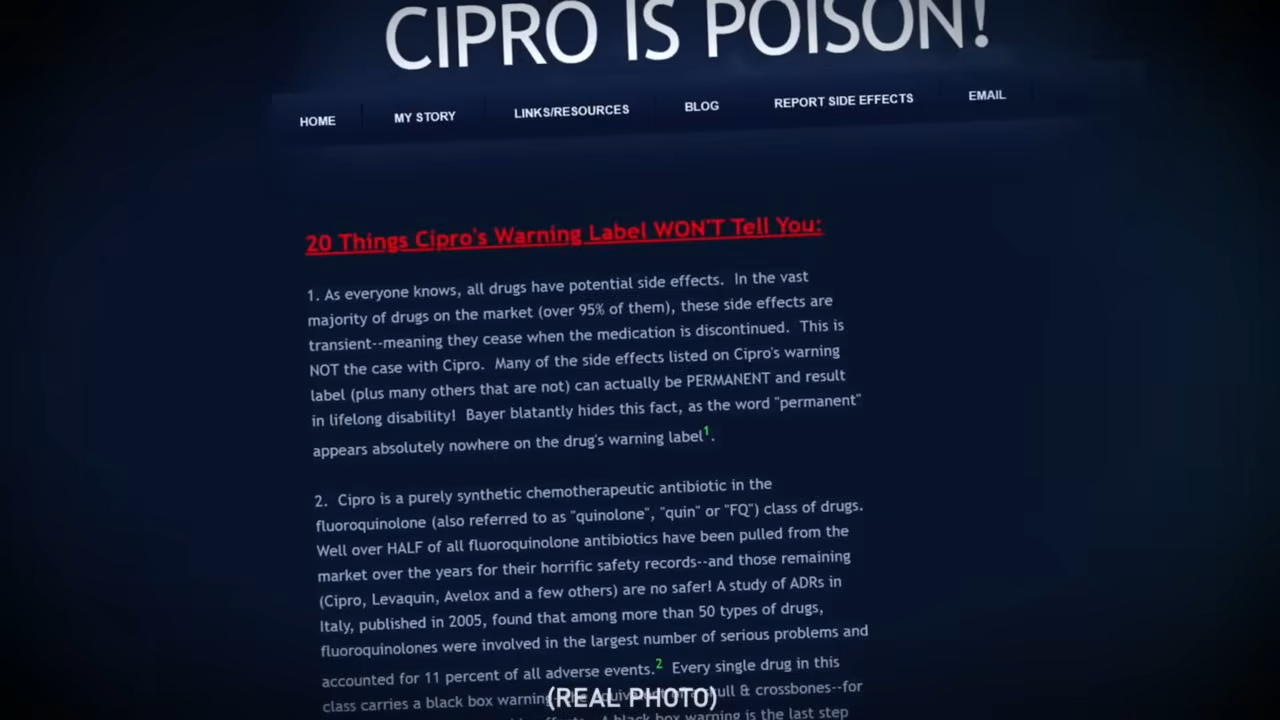 CIPRO IS POISON!
HOME MY STORY LINKS/RESOURCES BLOG REPORT SIDE EFFECTS EMAIL
20 Things Cipro's Warning Label WON'T Tell You:
1. As everyone knows, all drugs have potential side effects. In the vast
majority of drugs on the market (over 95% of them), these side effects are
transient--meaning they cease when the medication is discontinued. This is
NOT the case with Cipro. Many of the side effects listed on Cipro's warning
label (plus many others that are not) can actually be PERMANENT and result
in lifelong disability! Bayer blatantly hides this fact, as the word "permanent"
appears absolutely nowhere on the drug's warning label1.
2. Cipro is a purely synthetic chemotherapeutic antibiotic in the
fluoroquinolone (also referred to as "quinolone", "quin" or "FQ") class of drugs.
Well over HALF of all fluoroquinolone antibiotics have been pulled from the
market over the years for their horrific safety records--and those remaining
(Cipro, Levaquin, Avelox and a few others) are no safer! A study of ADRs in
Italy, published in 2005, found that among more than 50 types of drugs,
fluoroquinolones were involved in the largest number of serious problems and
accounted for 11 percent of all adverse events.2 Every single drug in this
class carries a black box warning & crossbones--for
(REAL PHOTO)
A black box warning is the last step